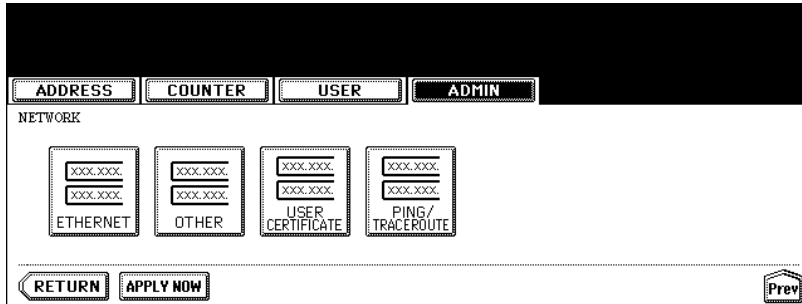 ADDRESS COUNTER USER ADMIN
NETWORK
XXX.XXX. XXX.XXX. XXX.XXX. XXX.XXX.
XXX.XXX. XXX.XXX. XXX.XXX. XXX.XXX.
ETHERNET OTHER USER CERTIFICATE PING/ TRACEROUTE
RETURN APPLY NOW Prev